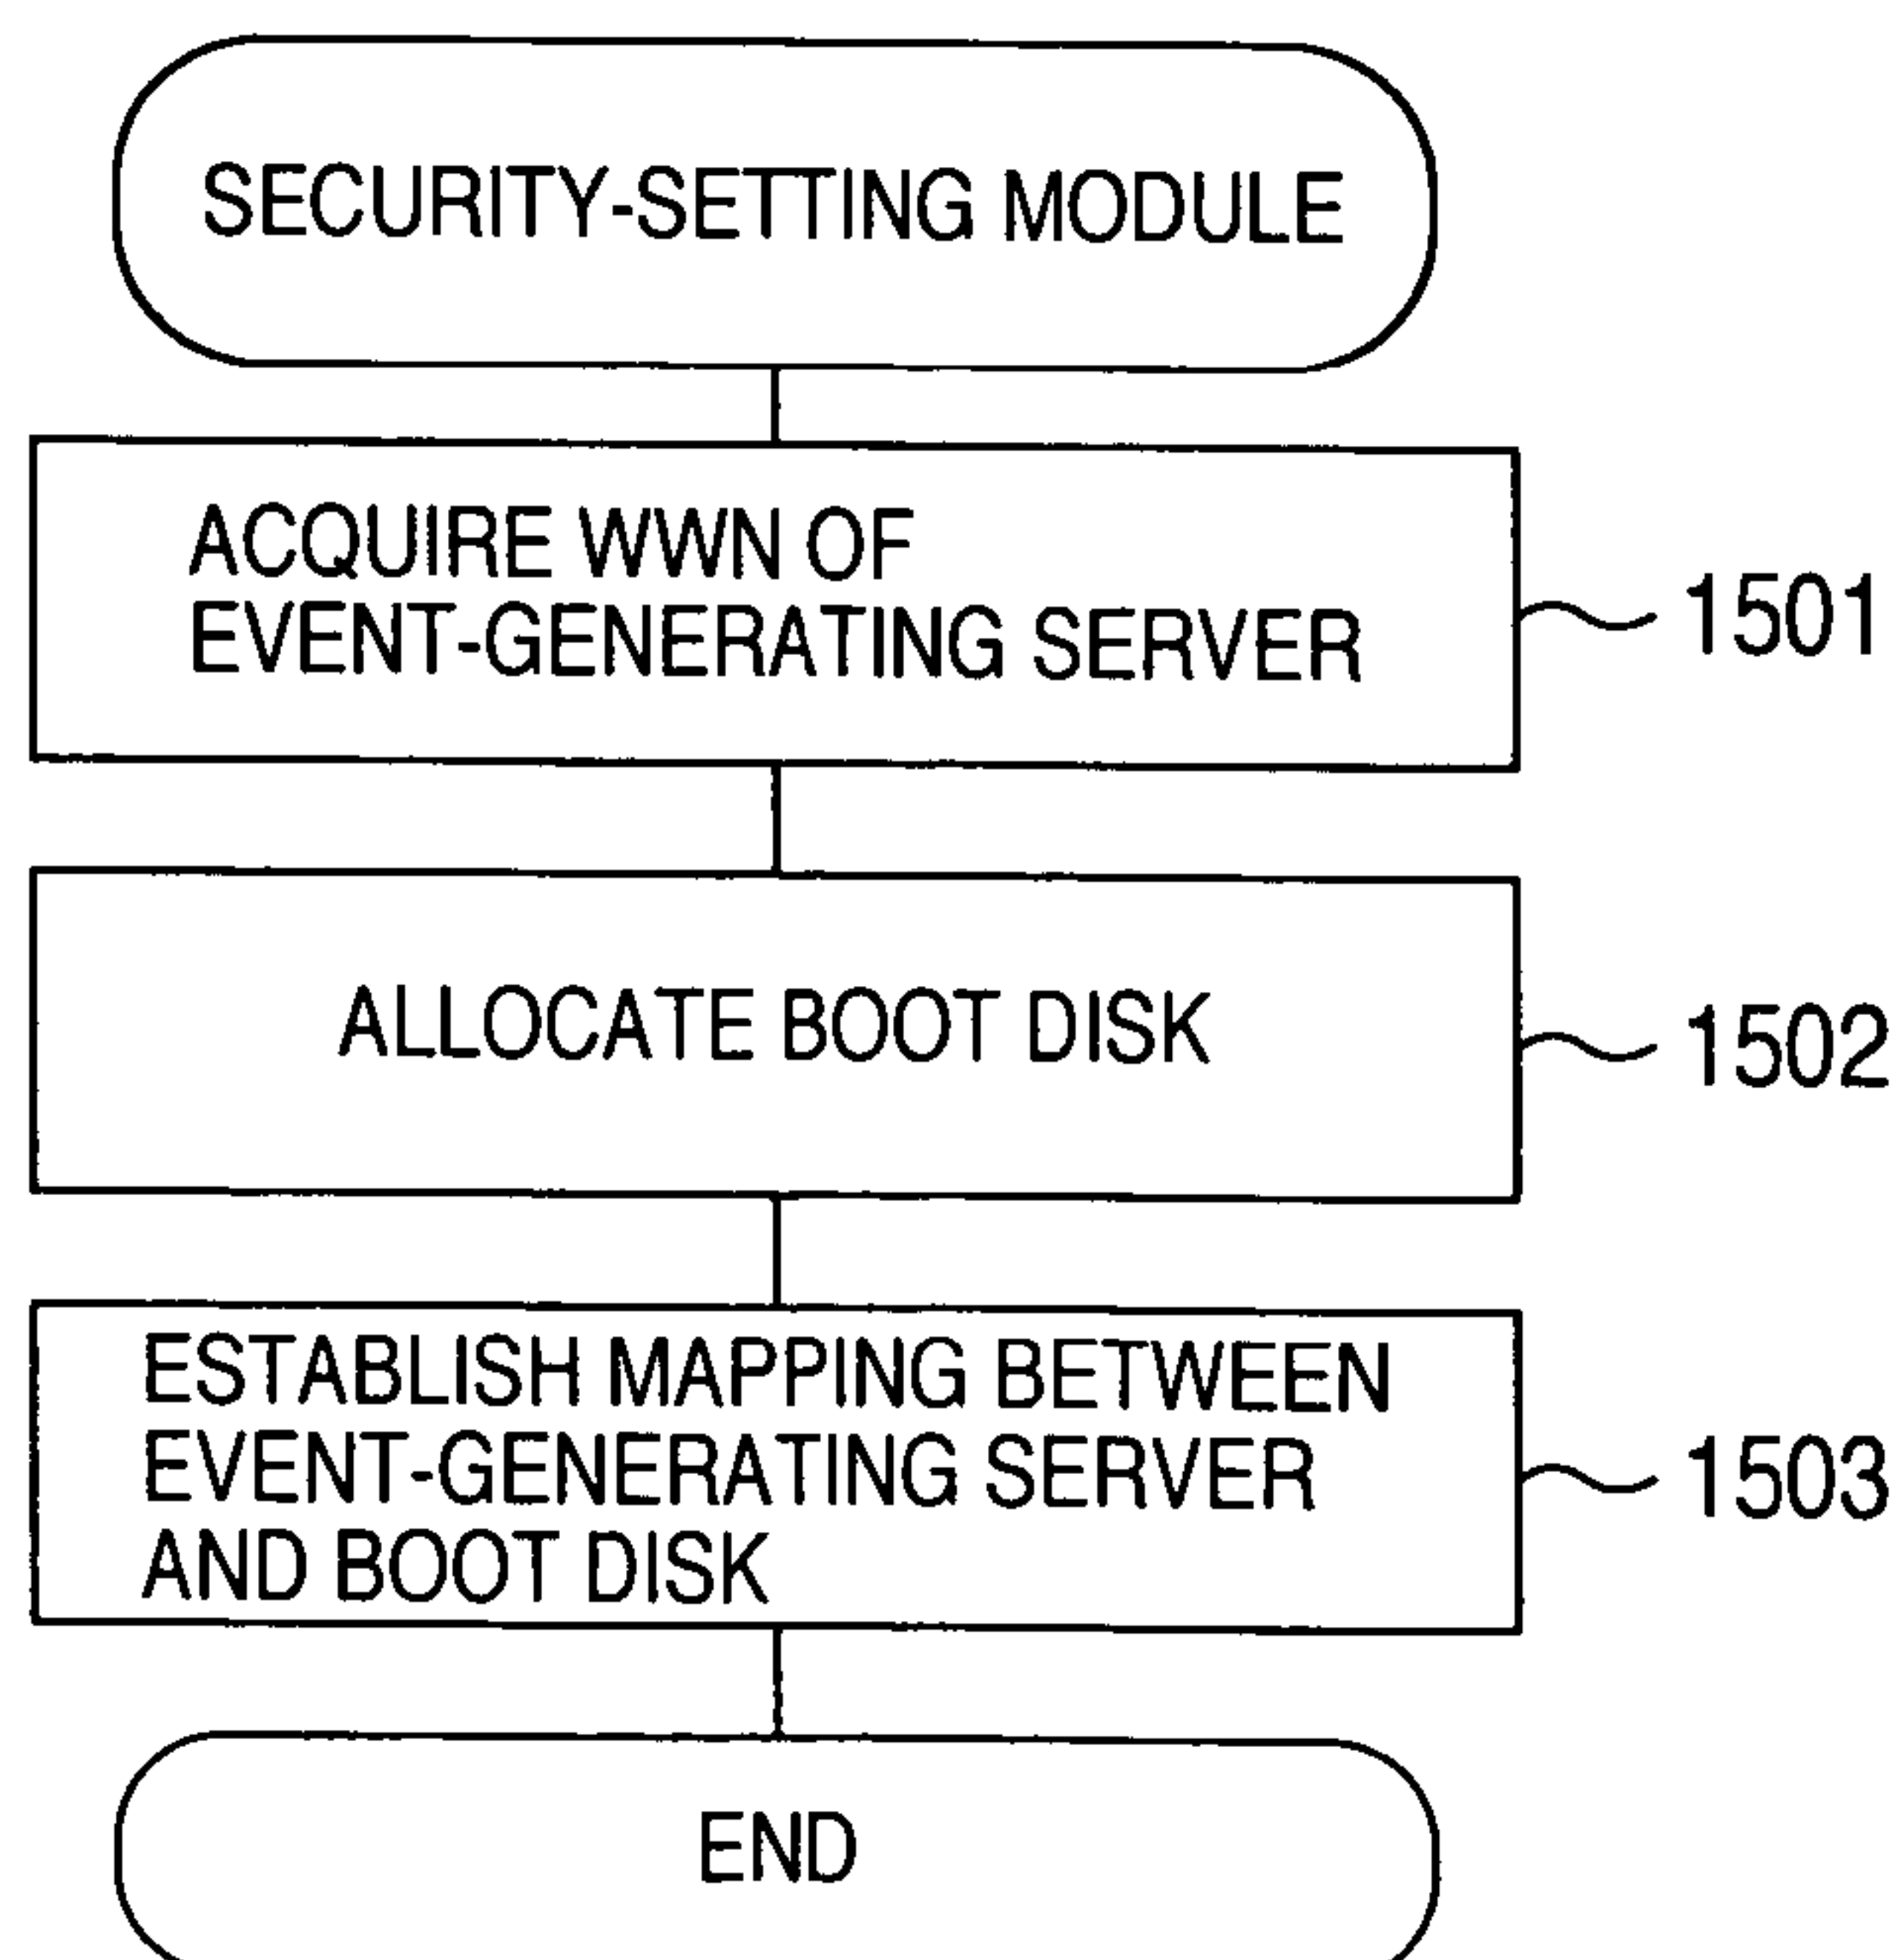 SECURITY-SETTING MODULE
ACQUIRE WWN OF
EVENT-GENERATING SERVER
1501
ALLOCATE BOOT DISK
1502
ESTABLISH MAPPING BETWEEN
EVENT-GENERATING SERVER
AND BOOT DISK
1503
END